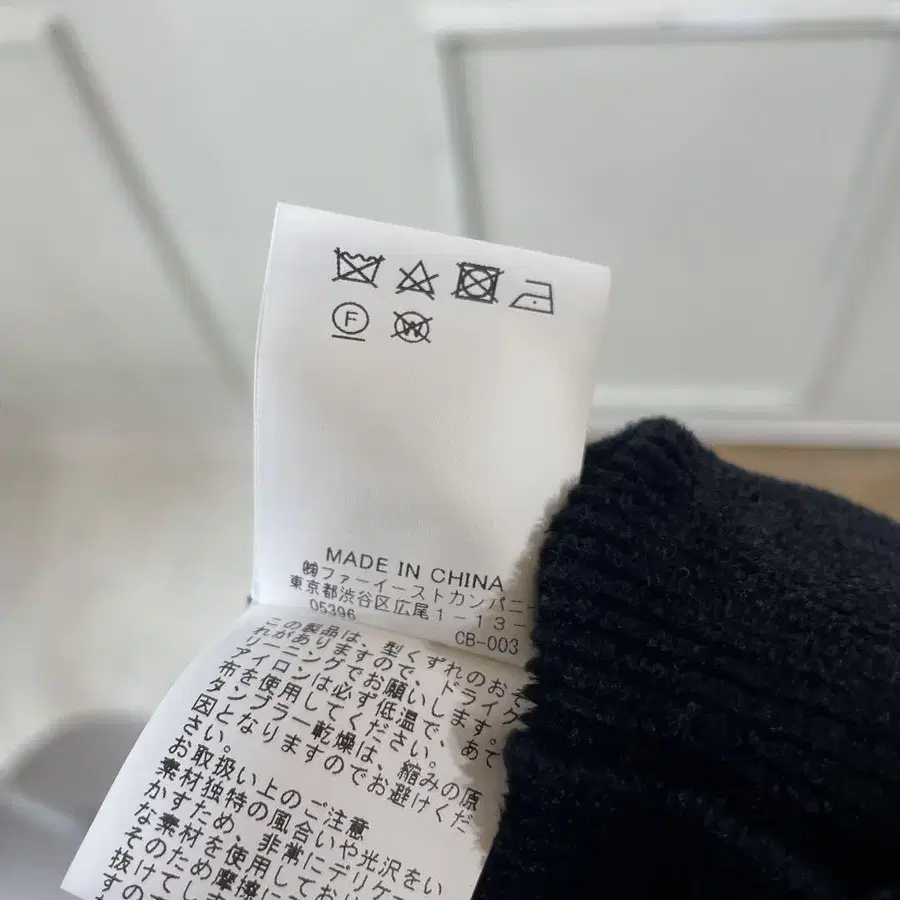 F
W
MADE IN CHINA
㈱ファーイーストカンパニー
東京都渋谷区広尾1-13-
05396
CB-003
この製品は、型くずれのおそ
れがありますので、ドライク
リーニングでお願いします。
アイロンは必ず低温で、あて
布を使用してください。
タンブラー乾燥は、縮みの原
因となりますのでお避けくだ
さい。
お取扱い上のご注意
素材独特の風合いや光沢をい
かすため、非常にデリケー
な素材を使用しており
そのため摩擦に
抜けてしま
すので